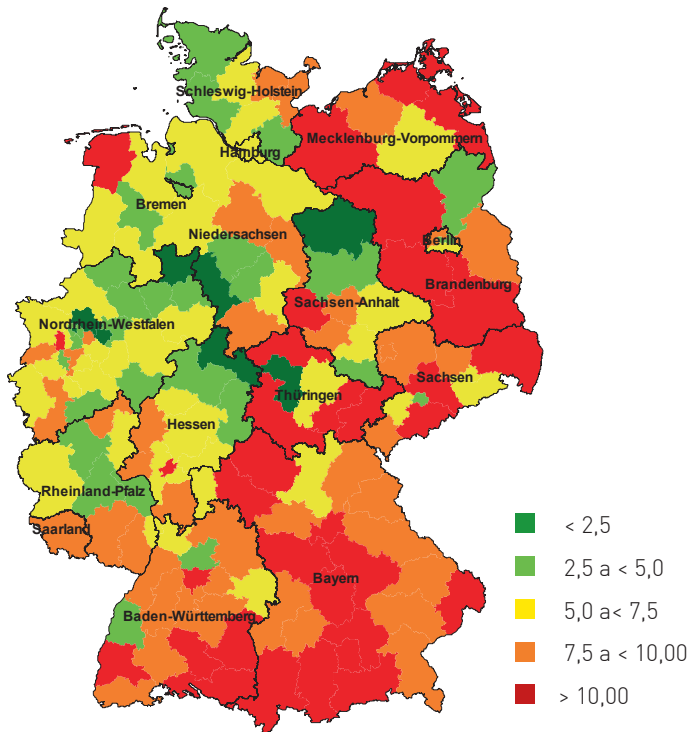 Schleswig-Holstein
Mecklenburg-Vorpommern
Hamburg
Bremen
Niedersachsen
Berlin
Brandenburg
Sachsen-Anhalt
Nordrhein-Westfalen
Sachsen
Thüringen
Hessen
Rheinland-Pfalz
Saarland
Bayern
Baden-Württemberg
< 2,5
2,5 a < 5,0
5,0 a< 7,5
7,5 a < 10,00
> 10,00